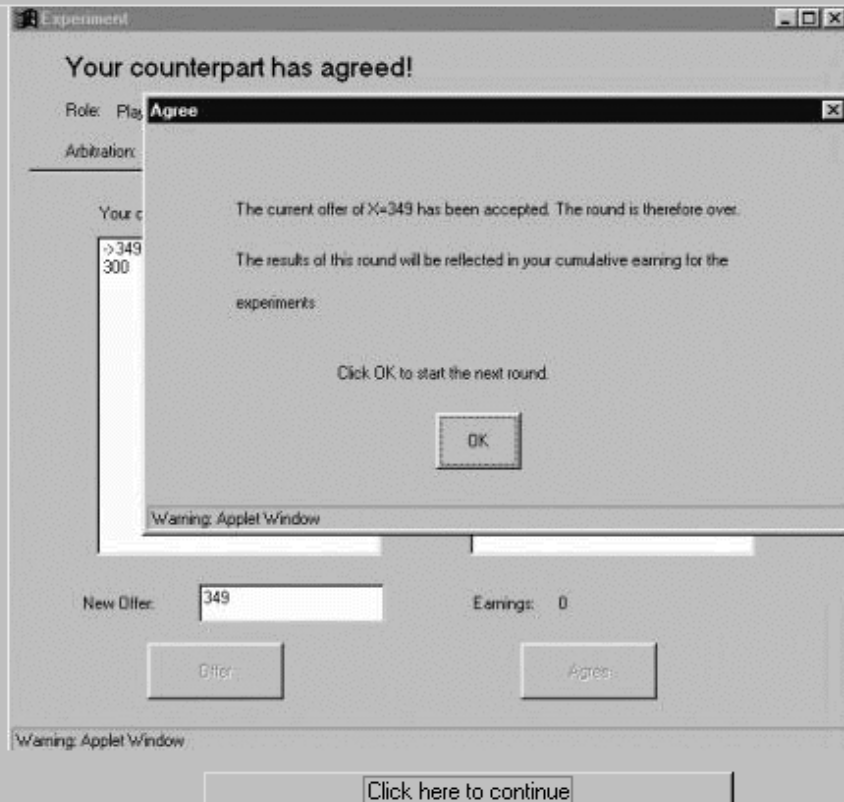 Experiment
Your counterpart has agreed!
Role: Pla
Agree
Arbitration:
The current offer of X=349 has been accepted. The round is therefore over.
Your c
->349
300
The results of this round will be reflected in your cumulative earning for the
experiments
Click OK to start the next round.
OK
Warning: Applet Window
New Offer: 349 Earnings: 0
Offer Agree
Warning: Applet Window
Click here to continue